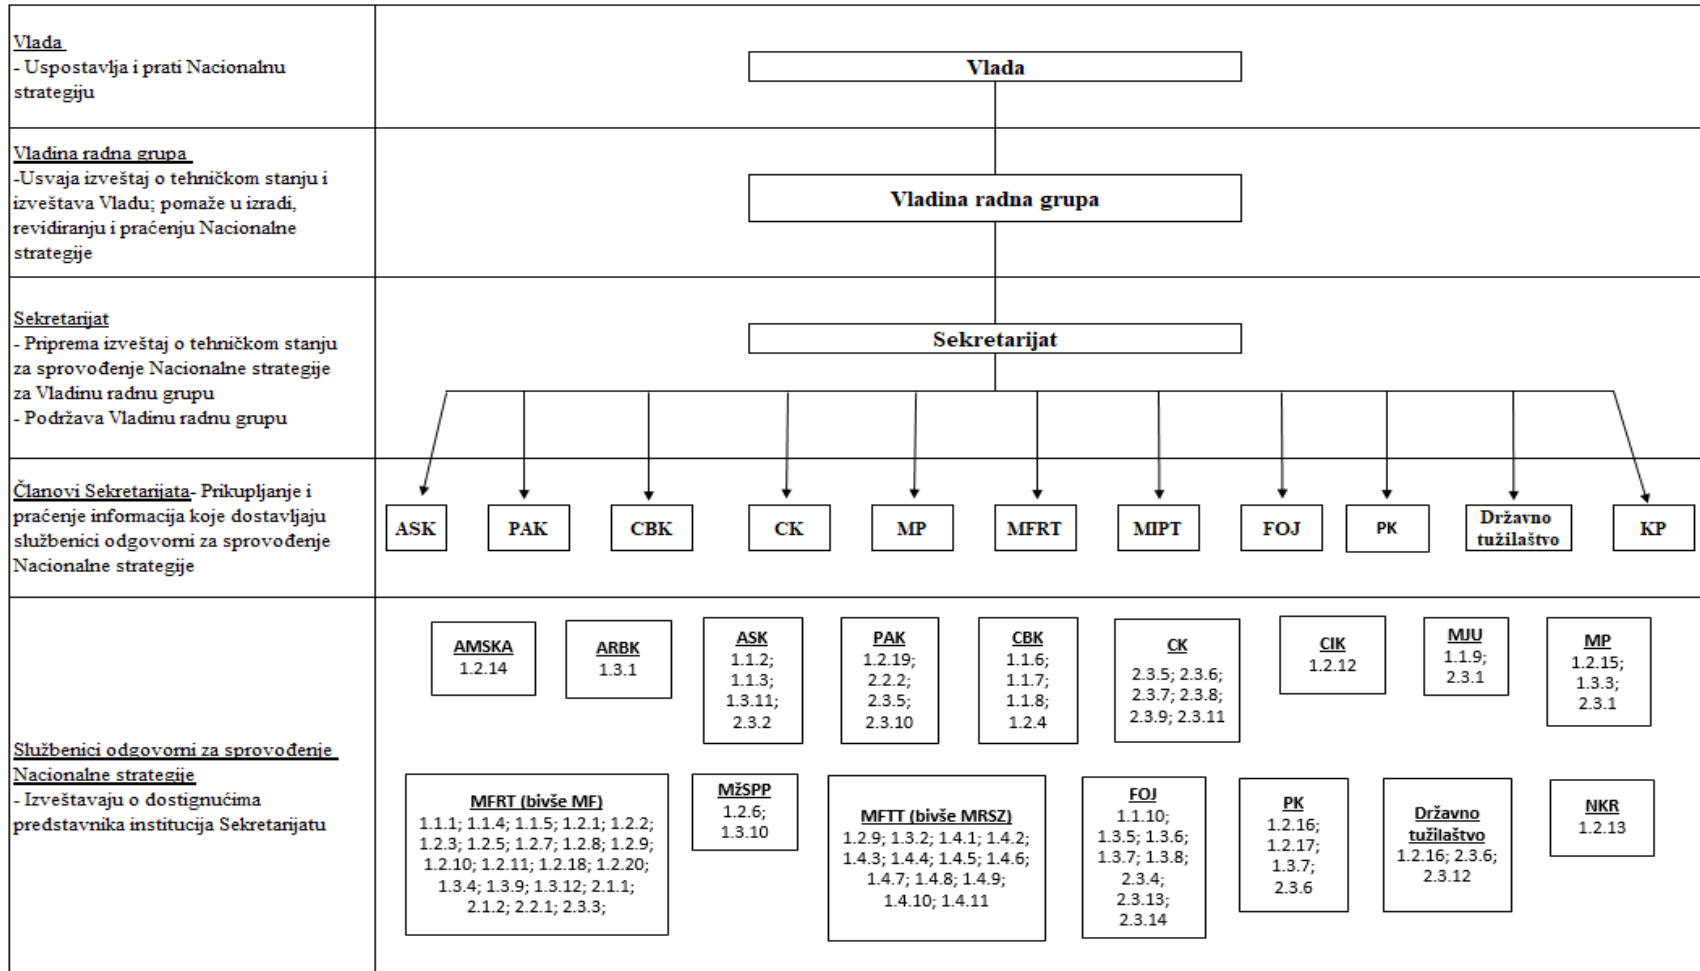 Vlada
- Uspostavlja i prati Nacionalnu
strategiju
Vlada
Vladina radna grupa
-Usvaja izveštaj o tehničkom stanju i
izveštava Vladu; pomaže u izradi,
revidiranju i praćenju Nacionalne
strategije
Vladina radna grupa
Sekretarijat
- Priprema izveštaj o tehničkom stanju
za sprovođenje Nacionalne strategije
za Vladinu radnu grupu
- Podržava Vladinu radnu grupu
Sekretarijat
Članovi Sekretarijata- Prikupljanje i
praćenje informacija koje dostavljaju
službenici odgovorni za sprovođenje
Nacionalne strategije
ASK
PAK
CBK
CK
MP
MFRT
MIPT
FOJ
PK
Državno
tužilaštvo
KP
Službenici odgovorni za sprovođenje
Nacionalne strategije
- Izveštavaju o dostignućima
predstavnika institucija Sekretarijatu
AMSKA
1.2.14
ARBK
1.3.1
ASK
1.1.2;
1.1.3;
1.3.11;
2.3.2
PAK
1.2.19;
2.2.2;
2.3.5;
2.3.10
CBK
1.1.6;
1.1.7;
1.1.8;
1.2.4
CK
2.3.5; 2.3.6;
2.3.7; 2.3.8;
2.3.9; 2.3.11
CIK
1.2.12
MJU
1.1.9;
2.3.1
MP
1.2.15;
1.3.3;
2.3.1
MFRT (bivše MF)
1.1.1; 1.1.4; 1.1.5; 1.2.1; 1.2.2;
1.2.3; 1.2.5; 1.2.7; 1.2.8; 1.2.9;
1.2.10; 1.2.11; 1.2.18; 1.2.20;
1.3.4; 1.3.9; 1.3.12; 2.1.1;
2.1.2; 2.2.1; 2.3.3;
MžSPP
1.2.6;
1.3.10
MFTT (bivše MRSZ)
1.2.9; 1.3.2; 1.4.1; 1.4.2;
1.4.3; 1.4.4; 1.4.5; 1.4.6;
1.4.7; 1.4.8; 1.4.9;
1.4.10; 1.4.11
FOJ
1.1.10;
1.3.5; 1.3.6;
1.3.7; 1.3.8;
2.3.4;
2.3.13;
2.3.14
PK
1.2.16;
1.2.17;
1.3.7;
2.3.6
Državno
tužilaštvo
1.2.16; 2.3.6;
2.3.12
NKR
1.2.13